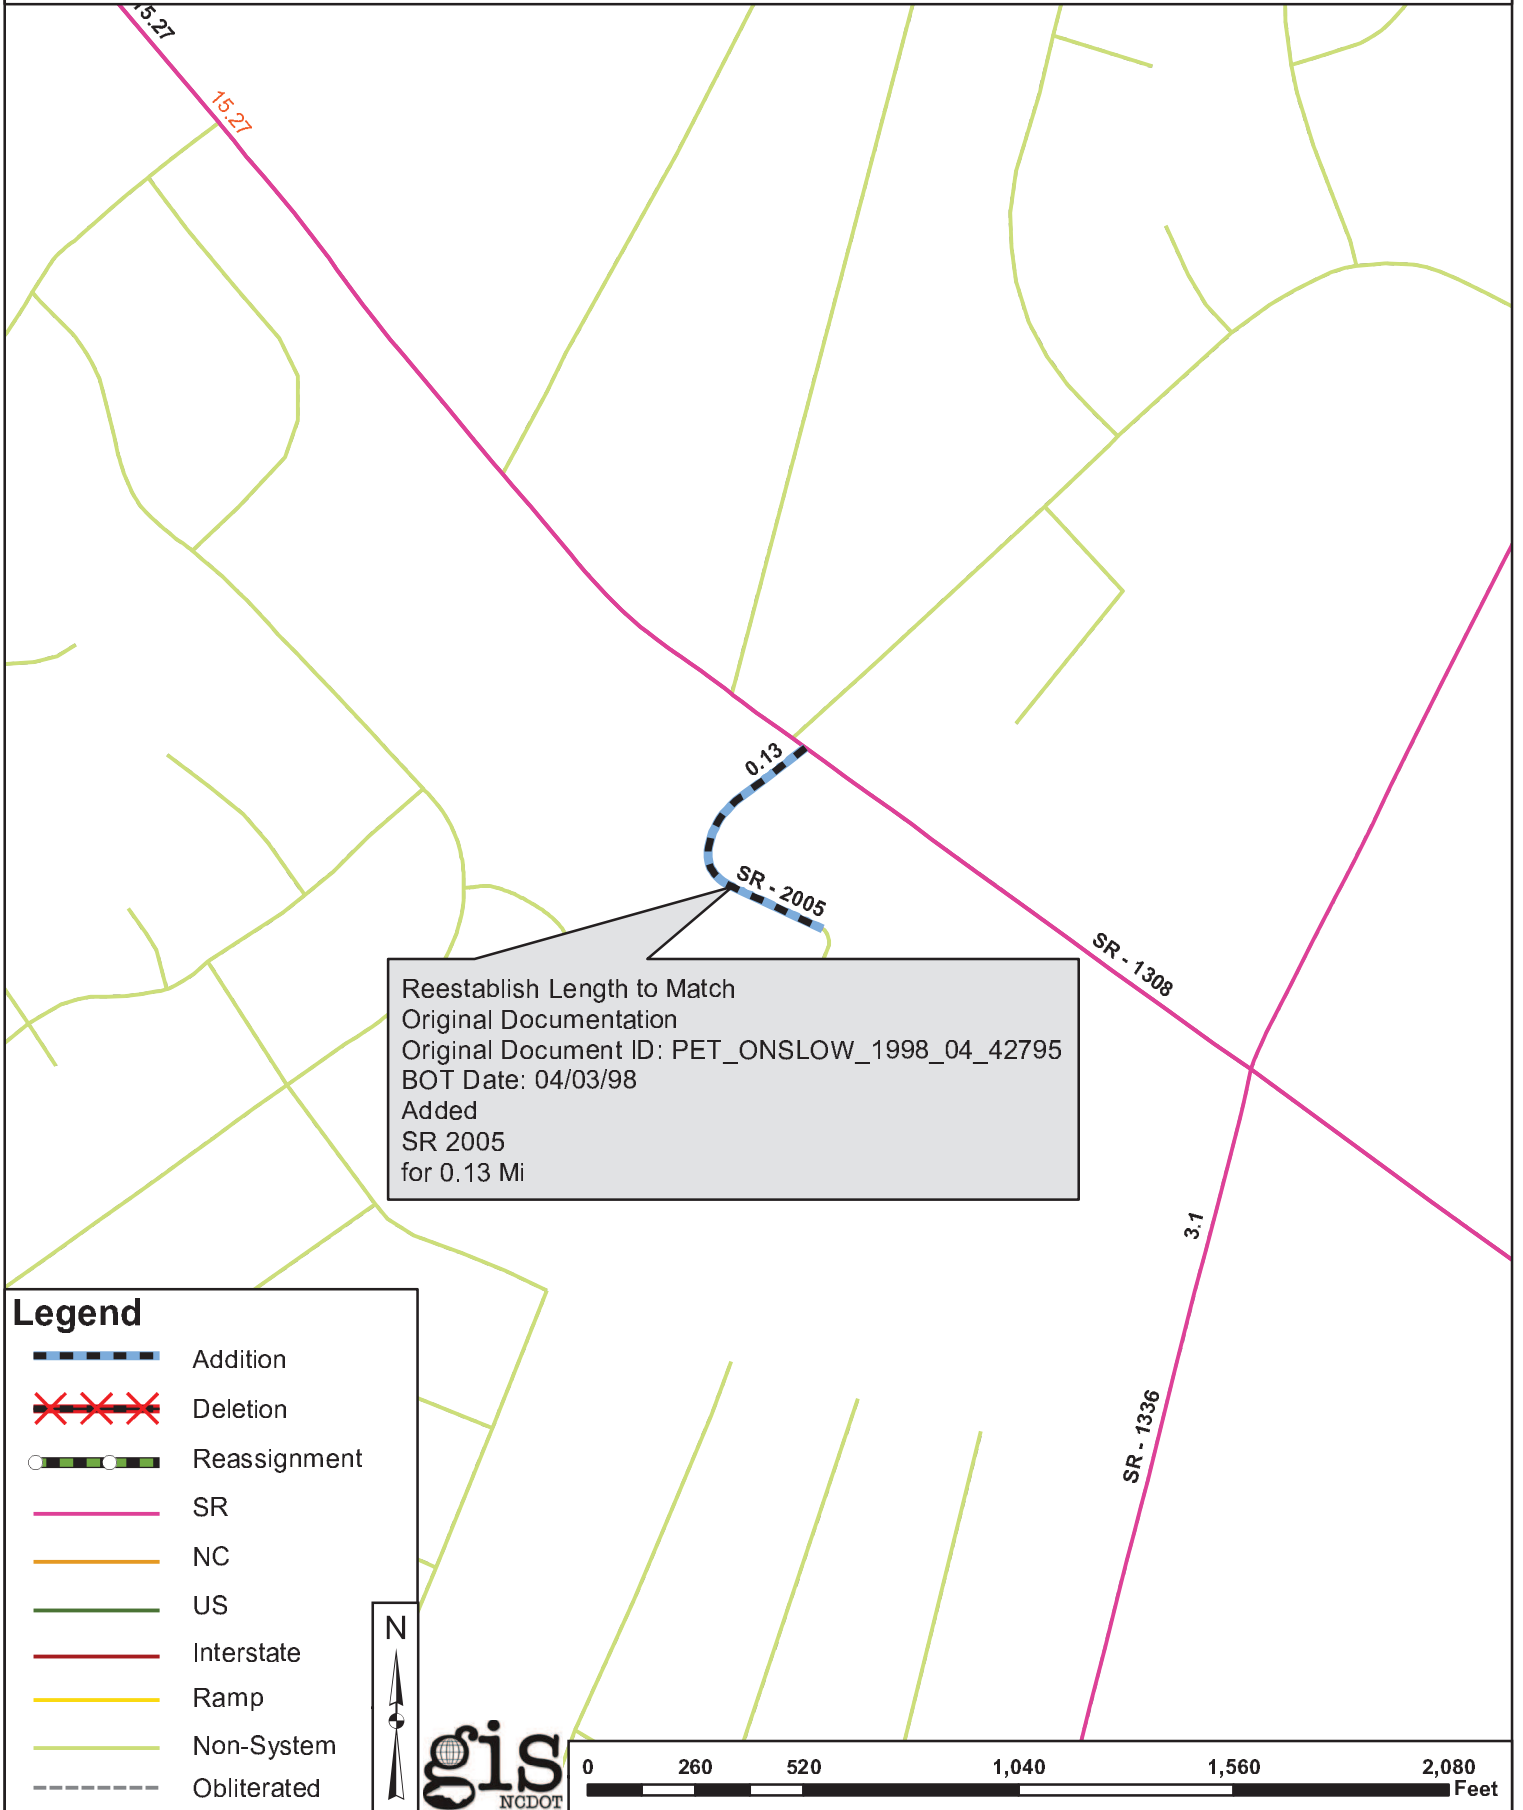 15.27
15.27
0.13
SR - 2005
SR - 1308
Reestablish Length to Match
Original Documentation
Original Document ID: PET_ONSLOW_1998_04_42795
BOT Date: 04/03/98
Added
SR 2005
for 0.13 Mi
3.1
SR - 1336
Legend
Addition
Deletion
Reassignment
SR
NC
US
Interstate
Ramp
Non-System
Obliterated
N
gis
NCDOT
0 260 520 1,040 1,560 2,080
Feet